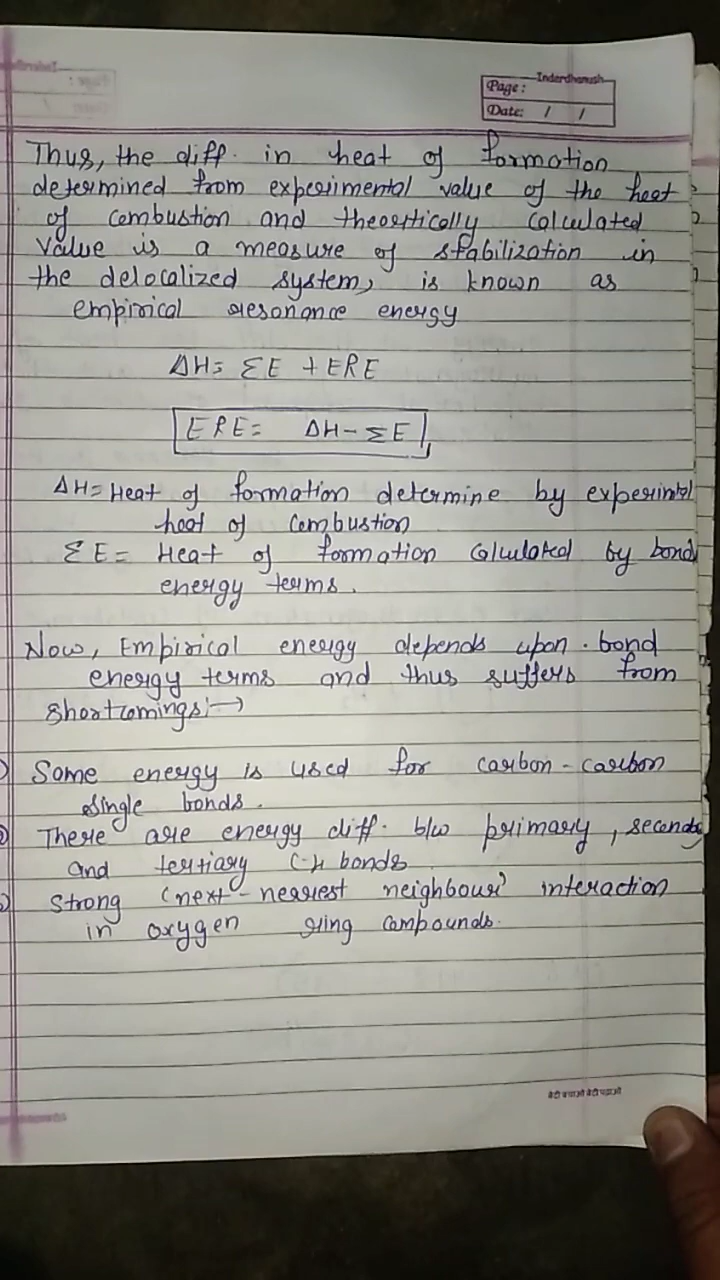 Inderdhanush
Page :
Date: / /
Thus, the diff. in heat of formation
determined from experimental value of the heat
of combustion and theortically calculated
value is a measure of stabilization in
the delocalized system, is known as
empirical resonance energy
ΔH= ΣE + ERE
ERE= ΔH-ΣE
ΔH= Heat of formation determine by experimtal
heat of combustion
ΣE= Heat of formation calculated by bond
energy terms.
Now, Empirical energy depends upon bond
energy terms and thus suffers from
shortcomings:→
Some energy is used for carbon-carbon
single bonds.
There are energy diff. b/w primary, seconda
and tertiary C-H bonds
Strong 'next-nearest neighbour' interaction
in oxygen ring compounds.
बेटी बचाओ बेटी पढ़ाओ